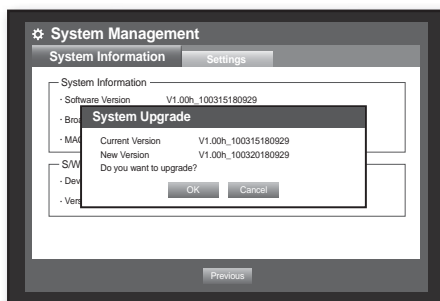 System Management
System Information
Settings
System Information
- Software Version V1.00h_100315180929
- Broa
- MAC
System Upgrade
Current Version V1.00h_100315180929
New Version V1.00h_100320180929
Do you want to upgrade?
OK Cancel
S/W
- Dev
- Vers
Previous